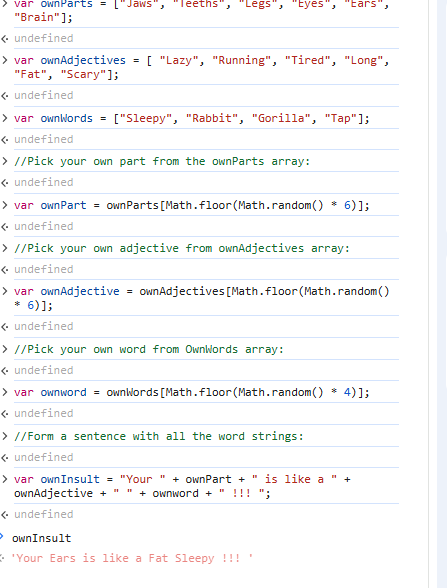 > var ownParts = ["Jaws", "Teeths", "Legs", "Eyes", "Ears",
"Brain"];
<· undefined
> var ownAdjectives = [ "Lazy", "Running", "Tired", "Long",
"Fat", "Scary"];
<· undefined
> var ownWords = ["Sleepy", "Rabbit", "Gorilla", "Tap"];
<· undefined
> //Pick your own part from the ownParts array:
<· undefined
> var ownPart = ownParts[Math.floor(Math.random() * 6)];
<· undefined
> //Pick your own adjective from ownAdjectives array:
<· undefined
> var ownAdjective = ownAdjectives[Math.floor(Math.random()
* 6)];
<· undefined
> //Pick your own word from OwnWords array:
<· undefined
> var ownword = ownWords[Math.floor(Math.random() * 4)];
<· undefined
> //Form a sentence with all the word strings:
<· undefined
> var ownInsult = "Your " + ownPart + " is like a " +
ownAdjective + " " + ownword + " !!! ";
<· undefined
> ownInsult
<· 'Your Ears is like a Fat Sleepy !!! '